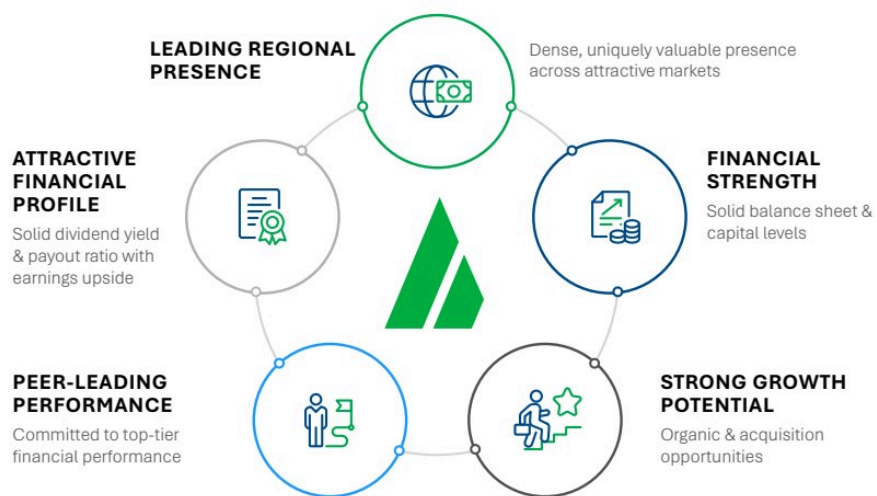 LEADING REGIONAL
PRESENCE
Dense, uniquely valuable presence
across attractive markets
FINANCIAL
STRENGTH
Solid balance sheet &
capital levels
STRONG GROWTH
POTENTIAL
Organic & acquisition
opportunities
PEER-LEADING
PERFORMANCE
Committed to top-tier
financial performance
ATTRACTIVE
FINANCIAL
PROFILE
Solid dividend yield
& payout ratio with
earnings upside